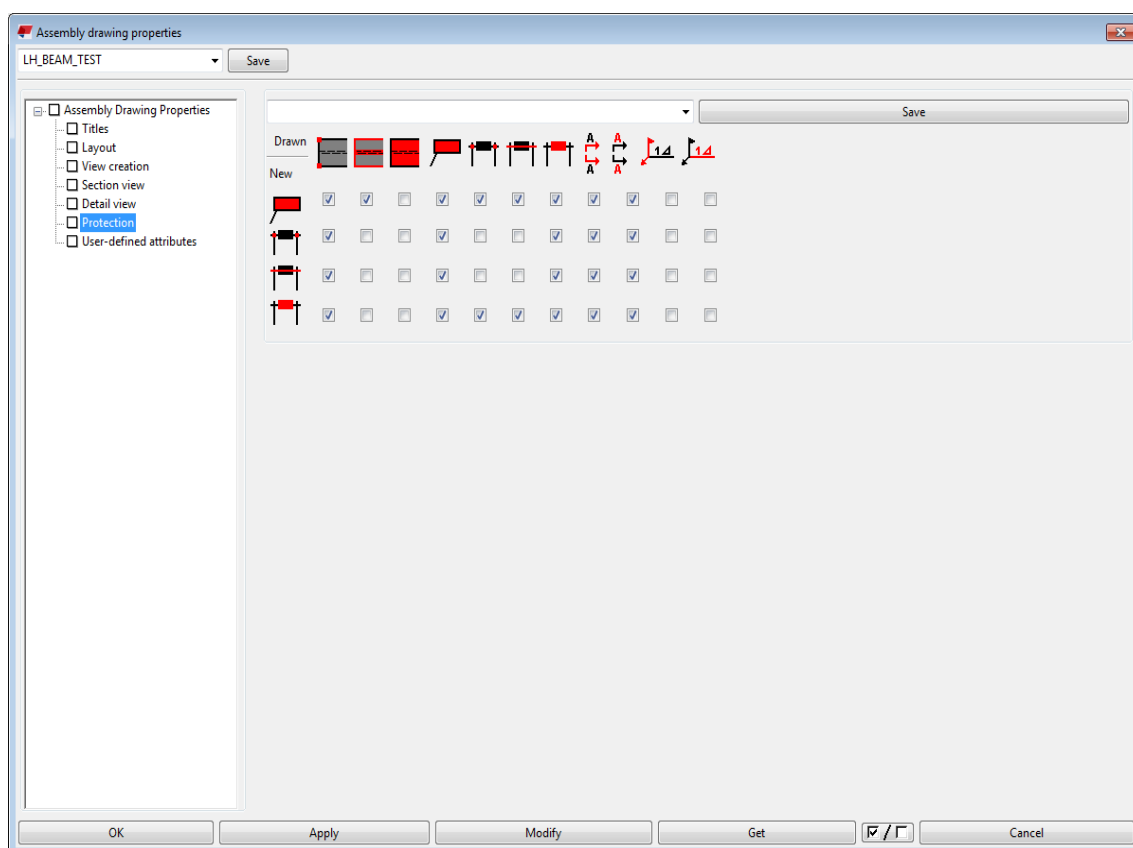 Assembly drawing properties
LH_BEAM_TEST Save
Assembly Drawing Properties
Titles
Layout
View creation
Section view
Detail view
Protection
User-defined attributes
Save
Drawn
New
A A
A A
1 1
OK Apply Modify Get / Cancel